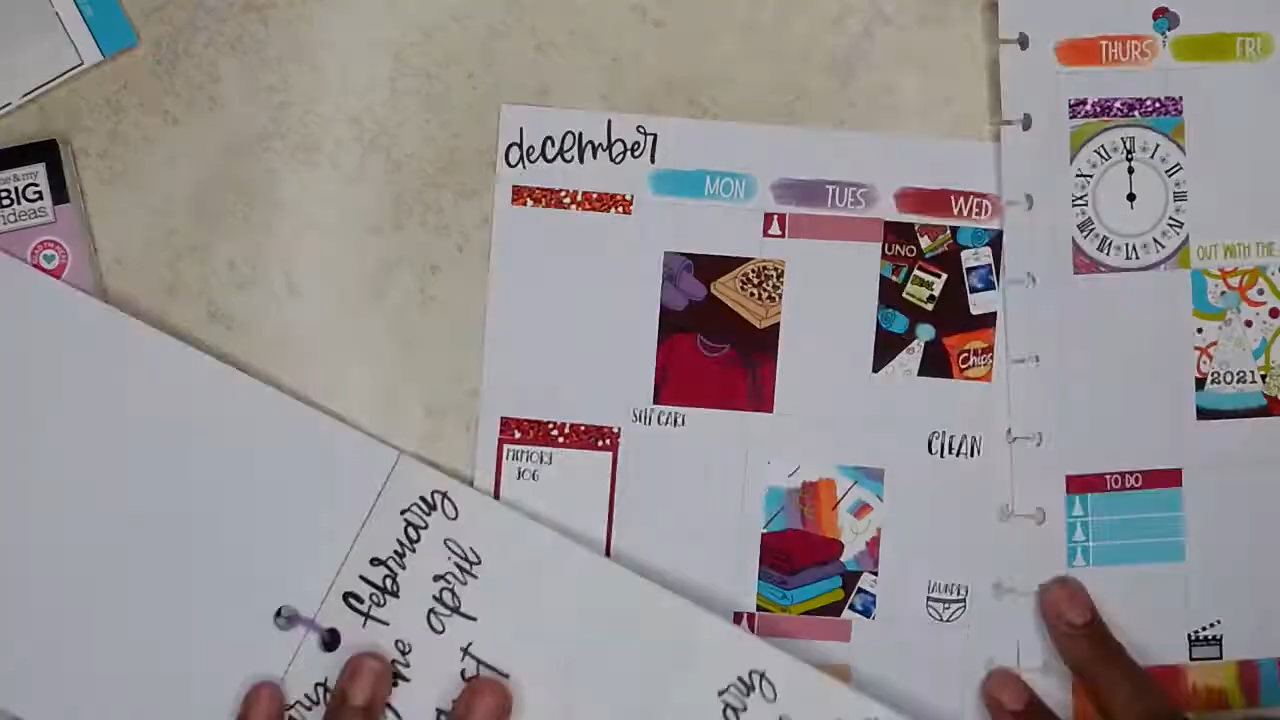 THURS
FRI
december
MON
TUES
WED
BIG
ideas.
UNO
OUT WITH THE
Chips
2021
SELF CARE
CLEAN
MEMORY
JOG
TO DO
february
april
LAUNDRY